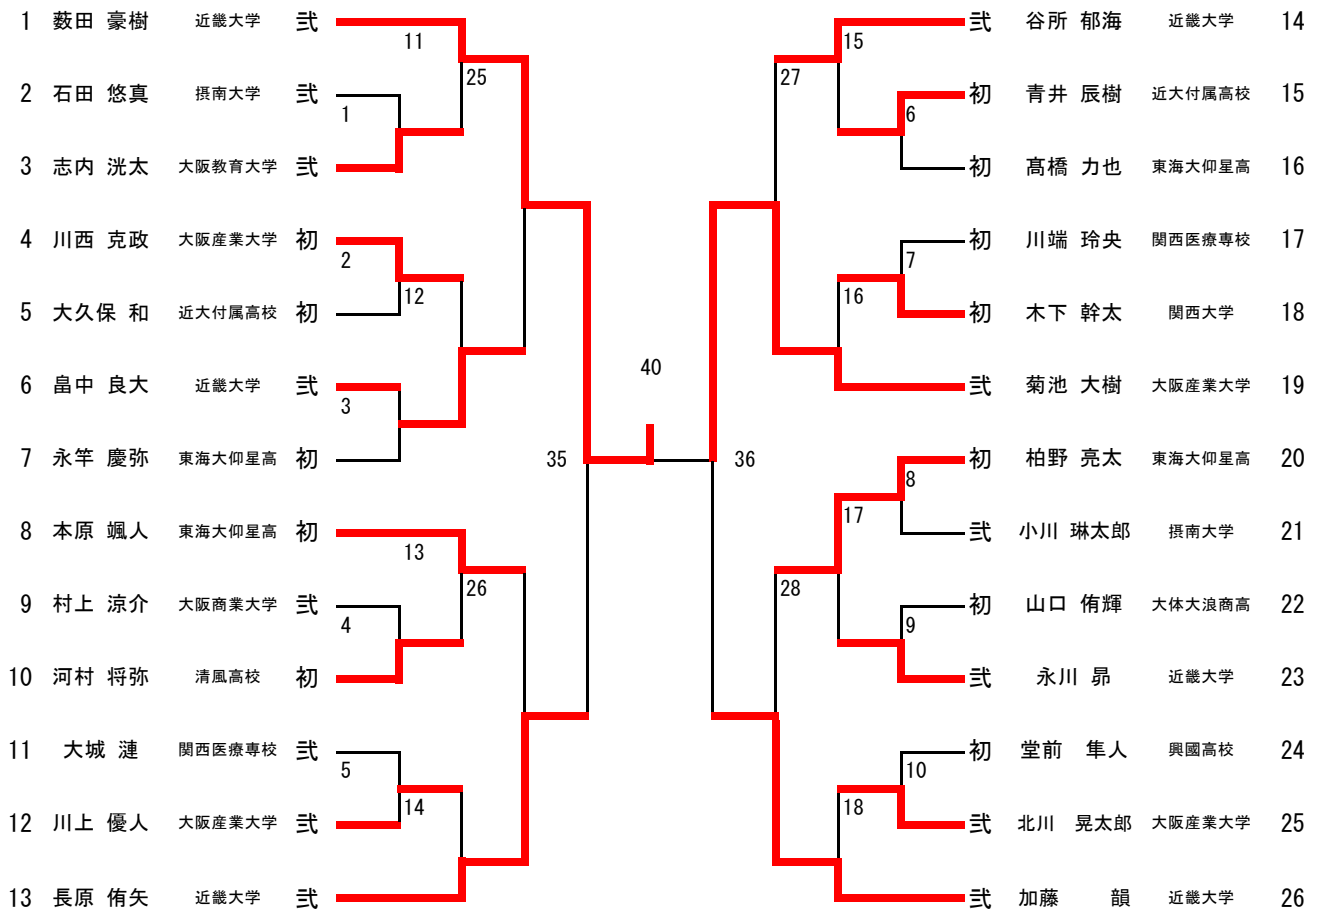 1 薮田 豪樹 近畿大学 弐
2 石田 悠真 摂南大学 弐
3 志内 洸太 大阪教育大学 弐
4 川西 克政 大阪産業大学 初
5 大久保 和 近大付属高校 初
6 畠中 良大 近畿大学 弐
7 永竿 慶弥 東海大仰星高 初
8 本原 颯人 東海大仰星高 初
9 村上 涼介 大阪商業大学 弐
10 河村 将弥 清風高校 初
11 大城 漣 関西医療専校 弐
12 川上 優人 大阪産業大学 弐
13 長原 侑矢 近畿大学 弐
11
25
1
2
12
3
13
26
4
5
14
35
40
36
15
27
6
7
16
8
17
28
9
10
18
弐 谷所 郁海 近畿大学 14
初 青井 辰樹 近大付属高校 15
初 髙橋 力也 東海大仰星高 16
初 川端 玲央 関西医療専校 17
初 木下 幹太 関西大学 18
弐 菊池 大樹 大阪産業大学 19
初 柏野 亮太 東海大仰星高 20
弐 小川 琳太郎 摂南大学 21
初 山口 侑輝 大体大浪商高 22
弐 永川 昴 近畿大学 23
初 堂前 隼人 興國高校 24
弐 北川 晃太郎 大阪産業大学 25
弐 加藤 韻 近畿大学 26